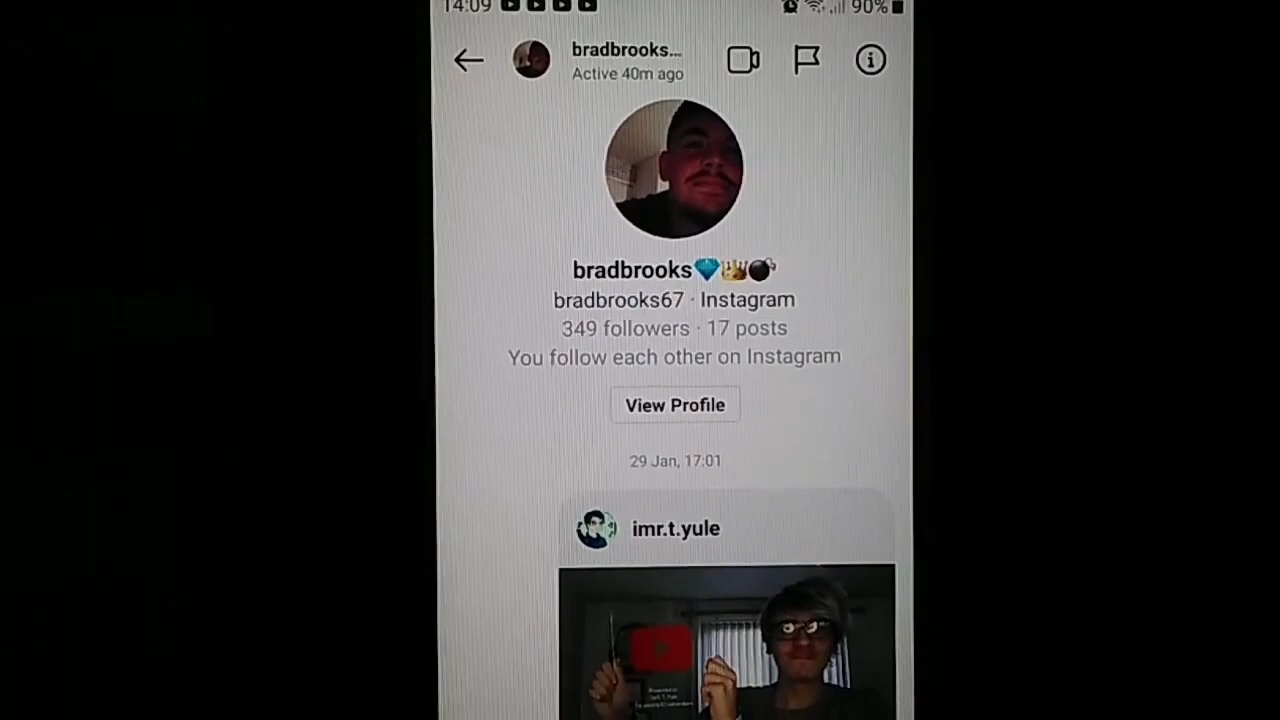 14:09 90%
bradbrooks...
Active 40m ago
bradbrooks💎👑💣
bradbrooks67 · Instagram
349 followers · 17 posts
You follow each other on Instagram
View Profile
29 Jan, 17:01
imr.t.yule